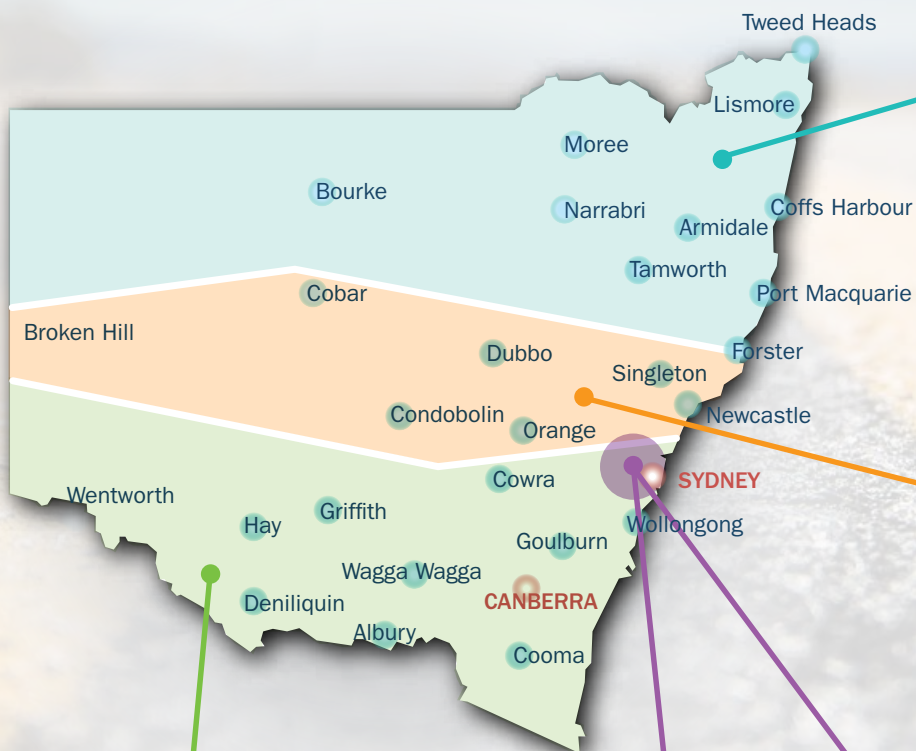 Tweed Heads
Lismore
Moree
Bourke
Narrabri
Coffs Harbour
Armidale
Tamworth
Cobar
Port Macquarie
Broken Hill
Dubbo
Forster
Singleton
Condobolin
Newcastle
Orange
Cowra
SYDNEY
Wentworth
Griffith
Hay
Wollongong
Goulburn
Wagga Wagga
CANBERRA
Deniliquin
Albury
Cooma